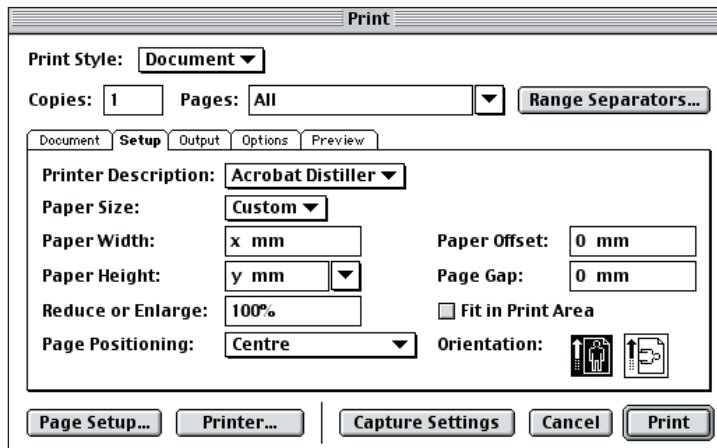 Print
Print Style: Document
Copies: 1 Pages: All Range Separators...
Document Setup Output Options Preview
Printer Description: Acrobat Distiller
Paper Size: Custom
Paper Width: x mm Paper Offset: 0 mm
Paper Height: y mm Page Gap: 0 mm
Reduce or Enlarge: 100% Fit in Print Area
Page Positioning: Centre Orientation:
Page Setup... Printer... Capture Settings Cancel Print